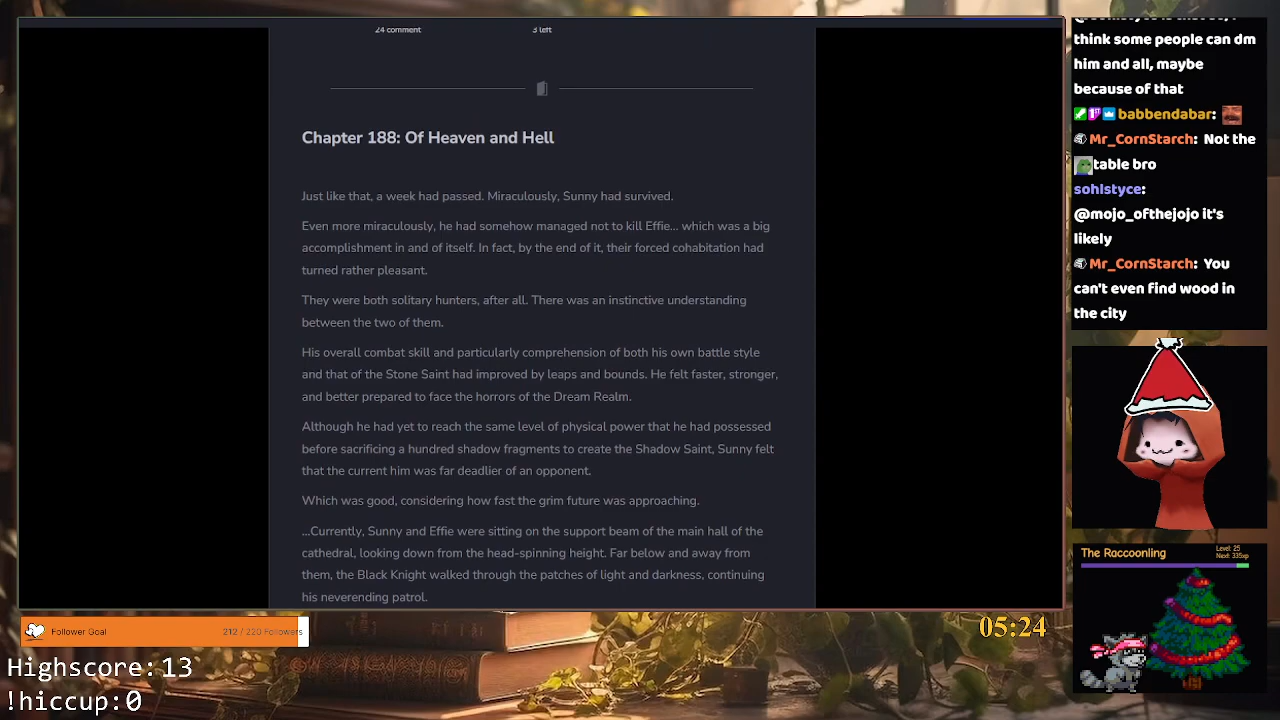 24 comment
3 left
Chapter 188: Of Heaven and Hell
Just like that, a week had passed. Miraculously, Sunny had survived.
Even more miraculously, he had somehow managed not to kill Effie... which was a big
accomplishment in and of itself. In fact, by the end of it, their forced cohabitation had
turned rather pleasant.
They were both solitary hunters, after all. There was an instinctive understanding
between the two of them.
His overall combat skill and particularly comprehension of both his own battle style
and that of the Stone Saint had improved by leaps and bounds. He felt faster, stronger,
and better prepared to face the horrors of the Dream Realm.
Although he had yet to reach the same level of physical power that he had possessed
before sacrificing a hundred shadow fragments to create the Shadow Saint, Sunny felt
that the current him was far deadlier of an opponent.
Which was good, considering how fast the grim future was approaching.
...Currently, Sunny and Effie were sitting on the support beam of the main hall of the
cathedral, looking down from the head-spinning height. Far below and away from
them, the Black Knight walked through the patches of light and darkness, continuing
his neverending patrol.
think some people can dm
him and all, maybe
because of that
babbendabar:
Mr_CornStarch: Not the
table bro
sohlstyce:
@mojo_ofthejojo it's
likely
Mr_CornStarch: You
can't even find wood in
the city
The Raccoonling
Level: 25
Next: 335xp
Follower Goal
212 / 220 Followers
05:24
Highscore:13
!hiccup:0